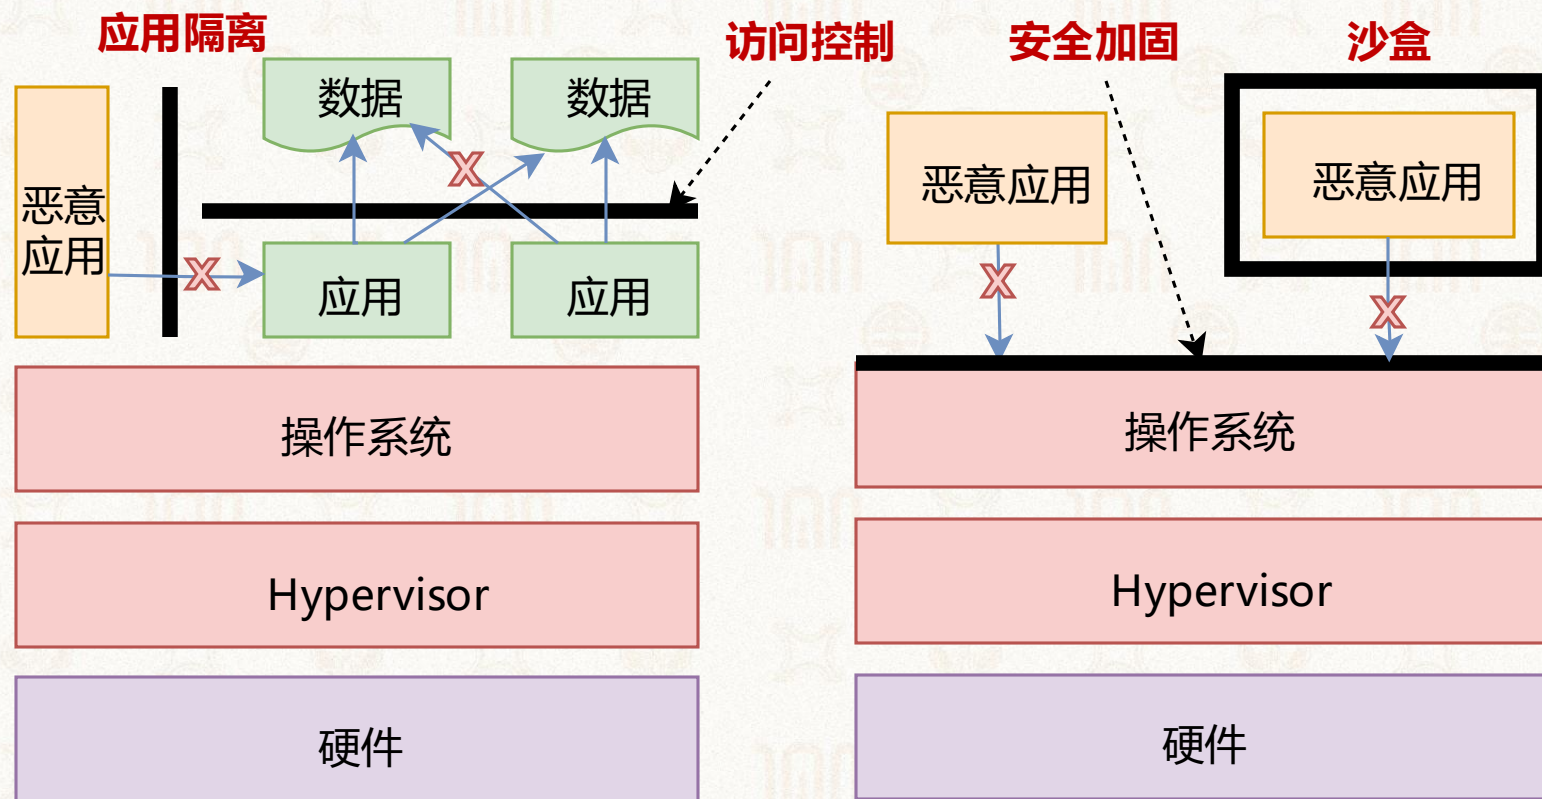 应用隔离
访问控制
安全加固
沙盒
数据
数据
恶意
应用
X
X
应用
应用
恶意应用
恶意应用
X
X
操作系统
操作系统
Hypervisor
Hypervisor
硬件
硬件